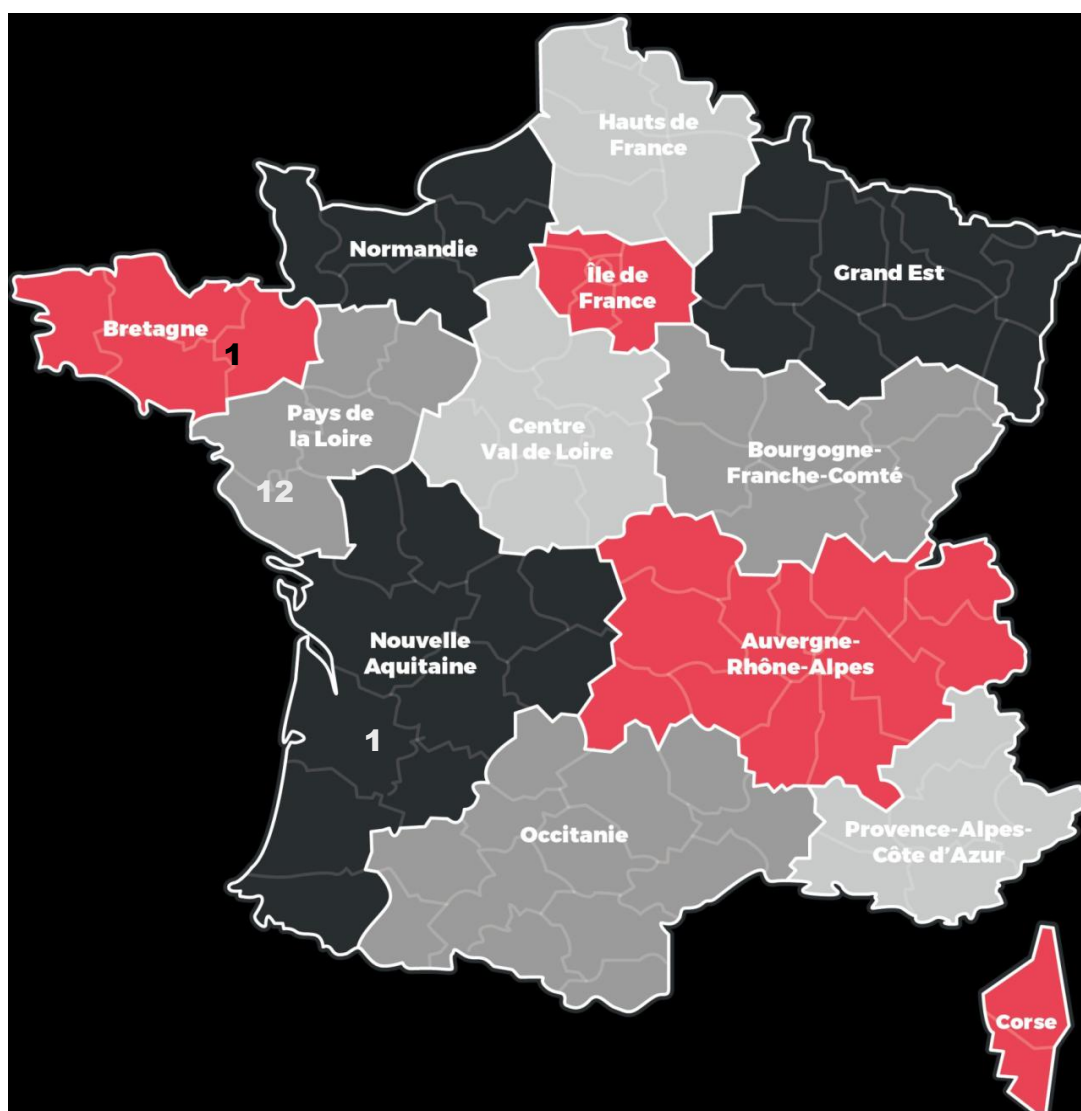 Hauts de
France
Normandie
Île de
France
Grand Est
Bretagne
1
Pays de
la Loire
Centre
Val de Loire
Bourgogne-
Franche-Comté
12
Nouvelle
Aquitaine
Auvergne-
Rhône-Alpes
1
Occitanie
Provence-Alpes-
Côte d'Azur
Corse